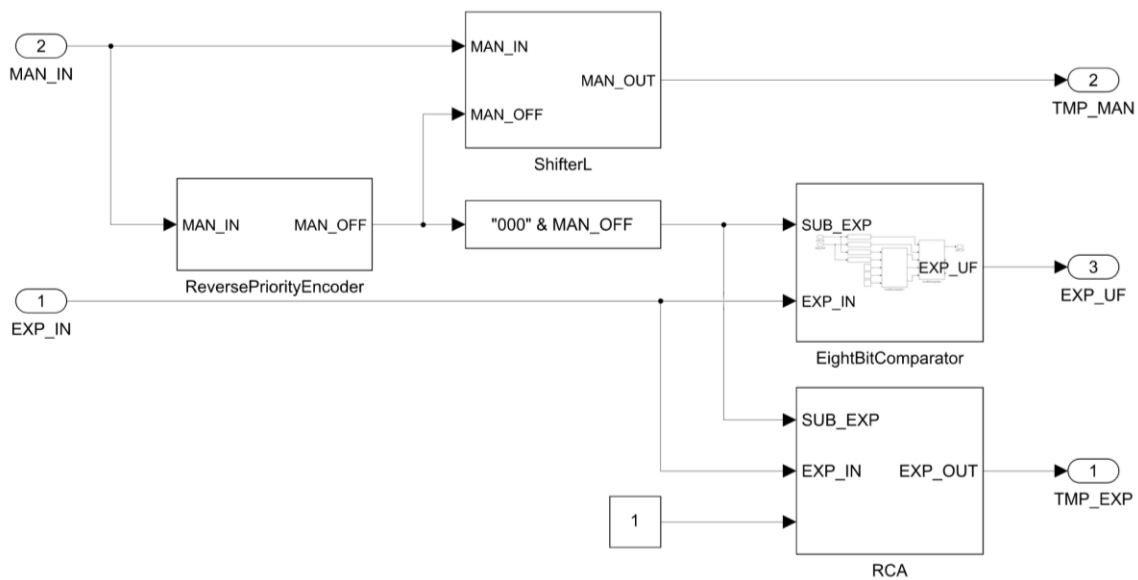 2
MAN_IN
MAN_IN
MAN_OFF
MAN_OUT
ShifterL
2
TMP_MAN
MAN_IN
MAN_OFF
ReversePriorityEncoder
"000" & MAN_OFF
SUB_EXP
EXP_IN
EXP_UF
EightBitComparator
3
EXP_UF
1
EXP_IN
SUB_EXP
EXP_IN
EXP_OUT
RCA
1
1
TMP_EXP